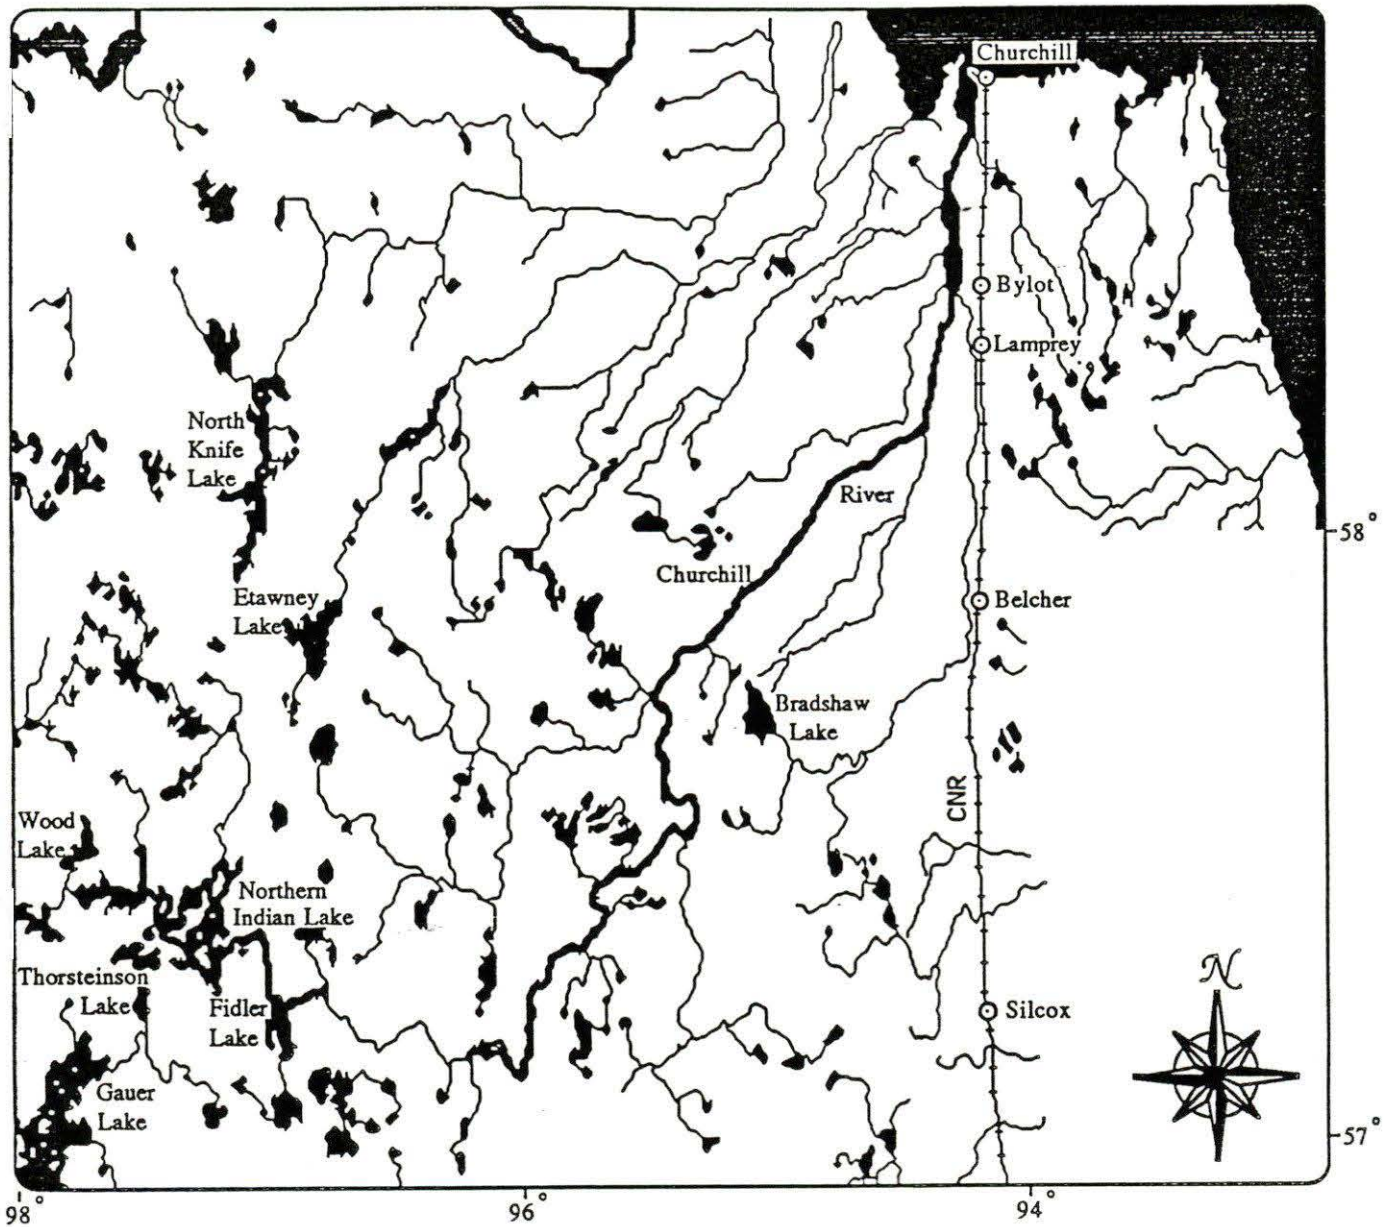 Churchill
Bylot
Lamprey
North
Knife
Lake
River
58°
Churchill
Etawney
Lake
Belcher
Bradshaw
Lake
CNR
Wood
Lake
Northern
Indian Lake
Thorsteinson
Lake
Fidler
Lake
N
Silcox
Gauer
Lake
57°
98°
96°
94°